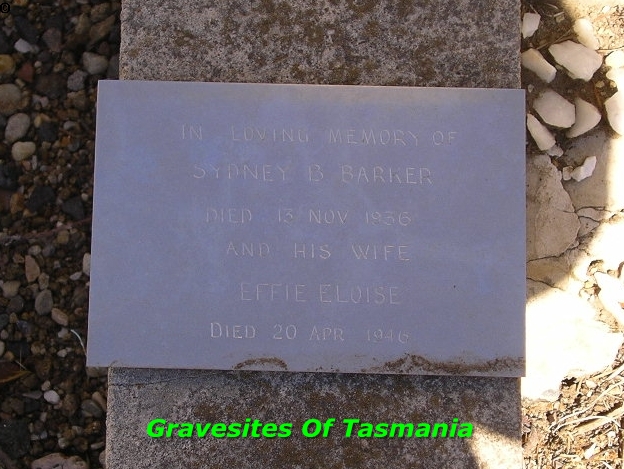 IN LOVING MEMORY OF
SYDNEY B BARKER
DIED 13 NOV 1936
AND HIS WIFE
EFFIE ELOISE
DIED 20 APR 1946
Gravesites Of Tasmania